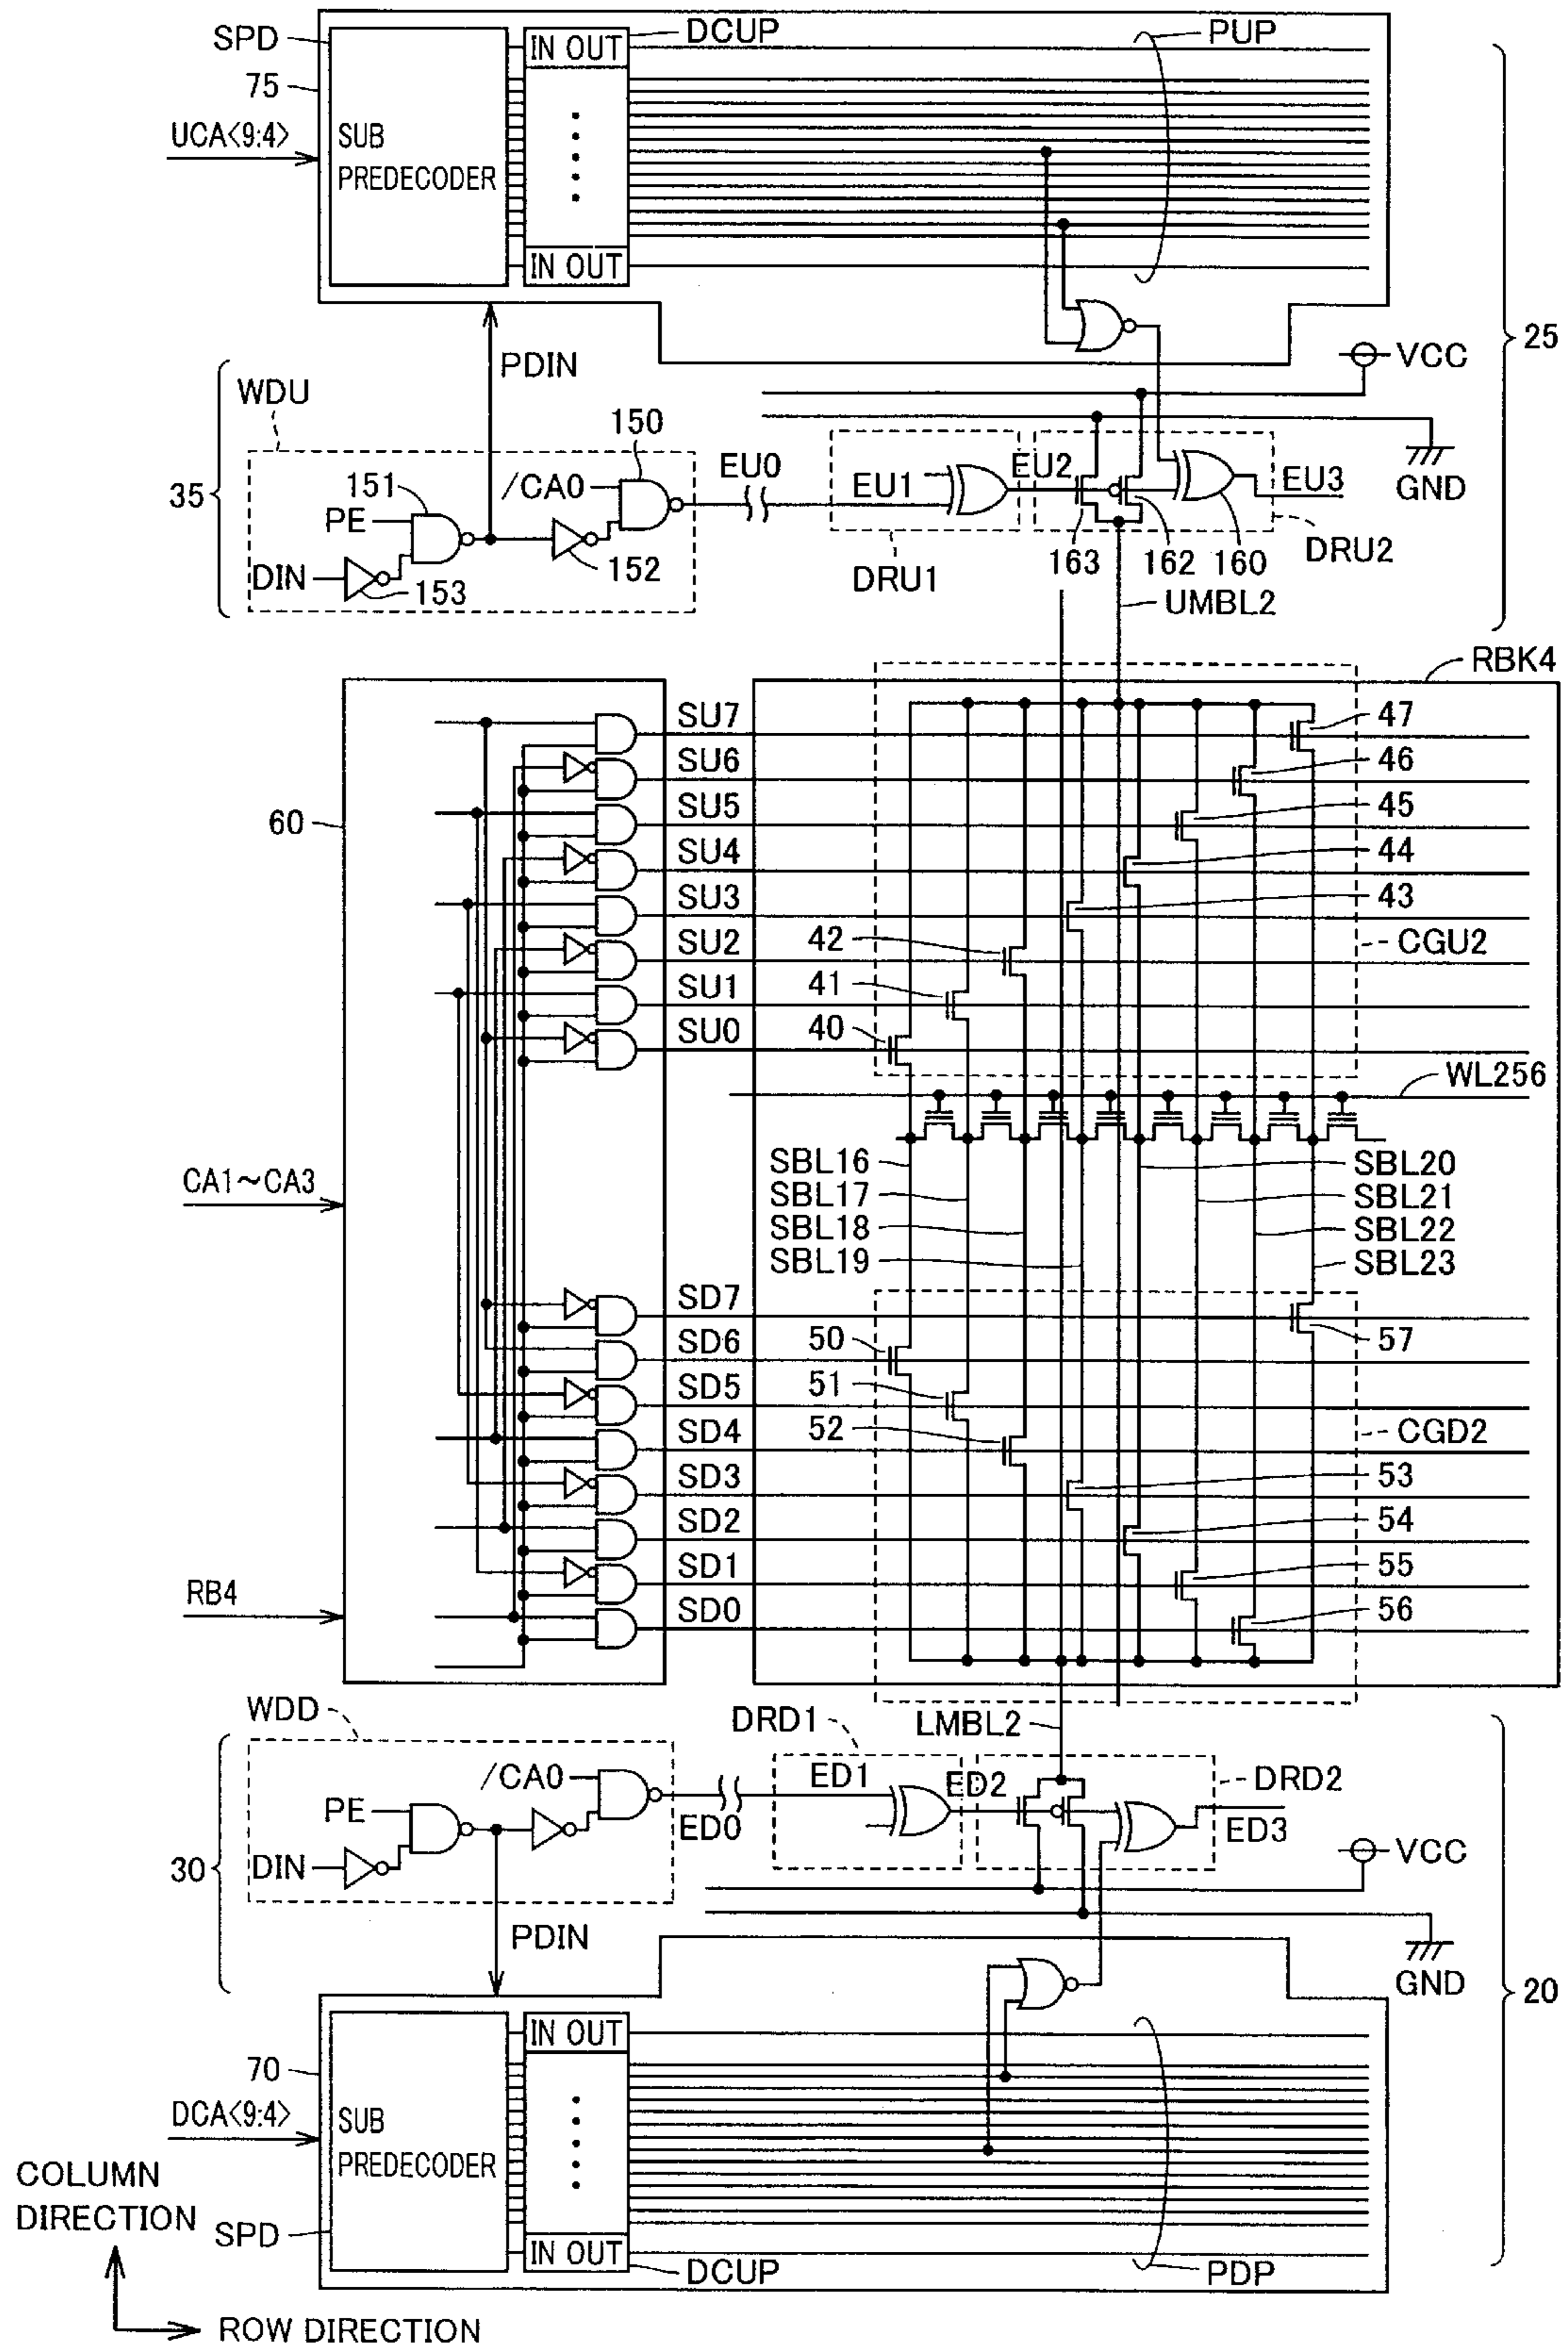 SPD
IN OUT
DCUP
PUP
75
UCA<9:4>
SUB
PREDECODER
IN OUT
25
PDIN
VCC
35
WDU
150
/CA0
EU0
EU1
EU2
EU3
GND
151
PE
DIN
153
152
DRU1
163
162
160
DRU2
UMBL2
RBK4
SU7
47
SU6
46
60
SU5
45
SU4
44
SU3
43
SU2
42
CGU2
SU1
41
SU0
40
WL256
CA1~CA3
SBL16
SBL20
SBL17
SBL21
SBL18
SBL22
SBL19
SBL23
SD7
57
SD6
50
SD5
51
SD4
52
CGD2
SD3
53
SD2
54
SD1
55
RB4
SD0
56
WDD
DRD1
LMBL2
/CA0
ED1
ED2
DRD2
PE
ED0
ED3
30
DIN
VCC
PDIN
GND
20
IN OUT
70
DCA<9:4>
SUB
PREDECODER
COLUMN
DIRECTION
SPD
IN OUT
DCUP
PDP
ROW DIRECTION